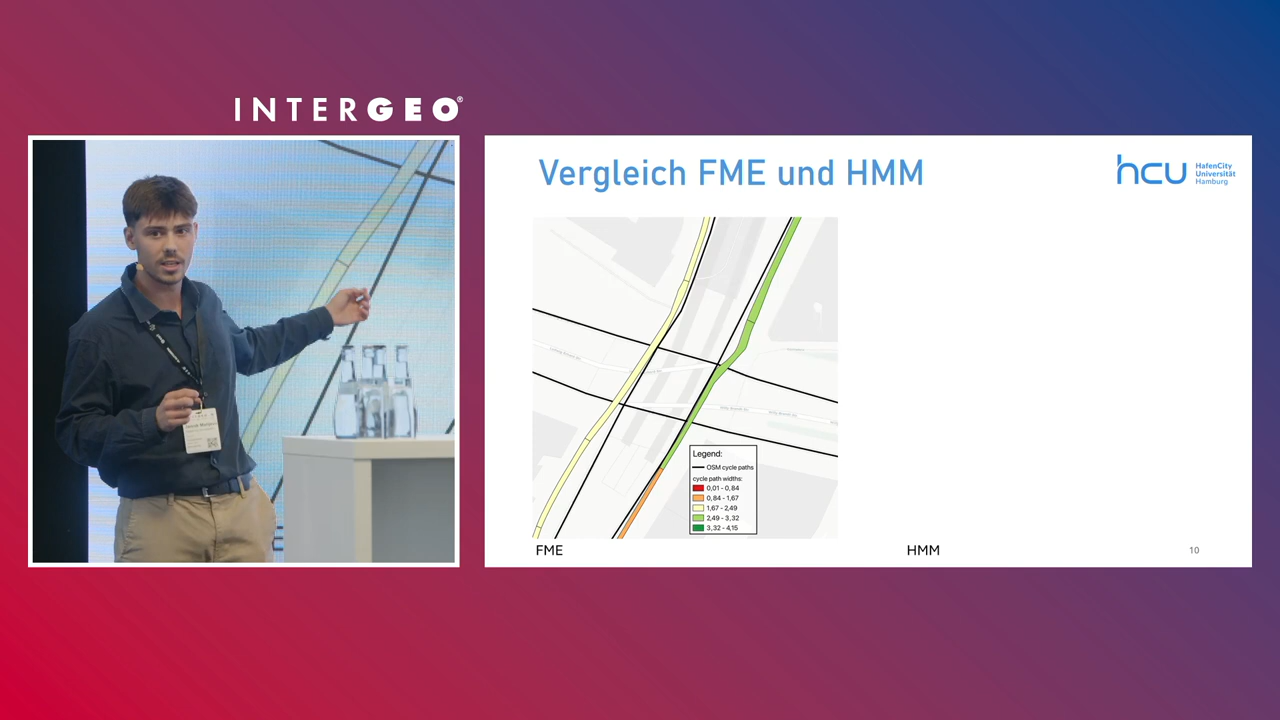 INTERGEO®
Vergleich FME und HMM
hcu
HafenCity
Universität
Hamburg
Legend:
OSM cycle paths
cycle path widths:
0,01 - 0,84
0,84 - 1,67
1,67 - 2,49
2,49 - 3,32
3,32 - 4,15
FME
HMM
10